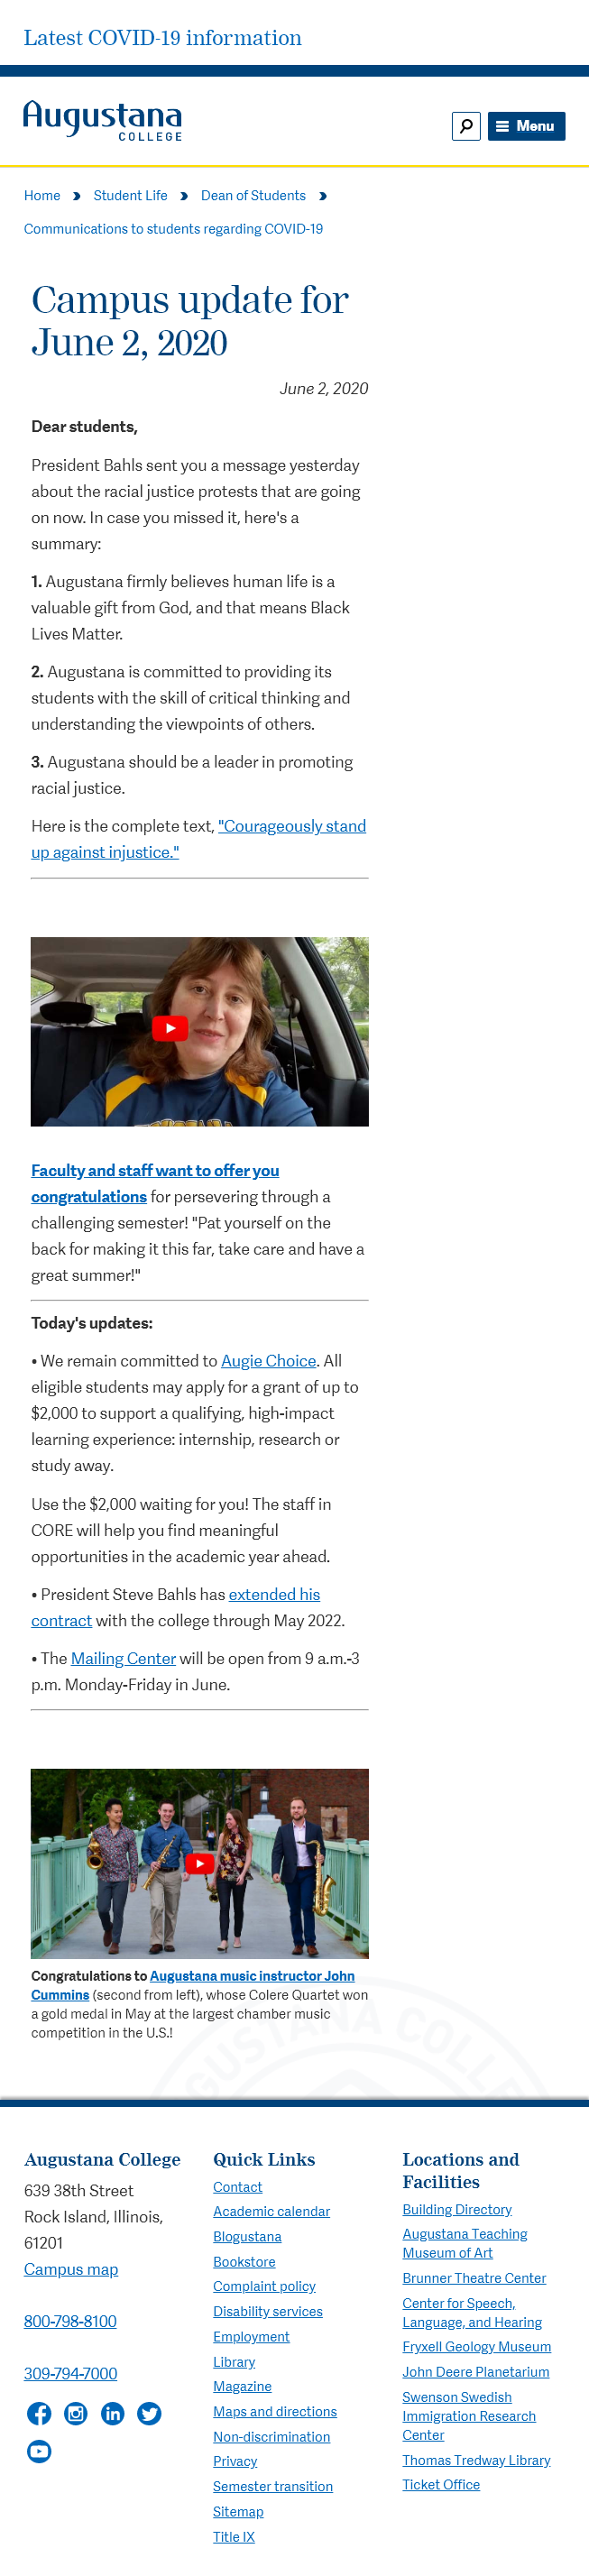 Latest COVID-19 information
Augustana
COLLEGE
Menu
Home Student Life Dean of Students
Communications to students regarding COVID-19
Campus update for
June 2, 2020
June 2, 2020
Dear students,
President Bahls sent you a message yesterday
about the racial justice protests that are going
on now. In case you missed it, here's a
summary:
1. Augustana firmly believes human life is a
valuable gift from God, and that means Black
Lives Matter.
2. Augustana is committed to providing its
students with the skill of critical thinking and
understanding the viewpoints of others.
3. Augustana should be a leader in promoting
racial justice.
Here is the complete text, "Courageously stand
up against injustice."
Faculty and staff want to offer you
congratulations for persevering through a
challenging semester! "Pat yourself on the
back for making it this far, take care and have a
great summer!"
Today's updates:
• We remain committed to Augie Choice. All
eligible students may apply for a grant of up to
$2,000 to support a qualifying, high-impact
learning experience: internship, research or
study away.
Use the $2,000 waiting for you! The staff in
CORE will help you find meaningful
opportunities in the academic year ahead.
• President Steve Bahls has extended his
contract with the college through May 2022.
• The Mailing Center will be open from 9 a.m.-3
p.m. Monday-Friday in June.
Congratulations to Augustana music instructor John
Cummins (second from left), whose Colere Quartet won
a gold medal in May at the largest chamber music
competition in the U.S.!
AUGUSTANA COLLEGE
Augustana College
639 38th Street
Rock Island, Illinois,
61201
Campus map
800-798-8100
309-794-7000
Quick Links
Contact
Academic calendar
Blogustana
Bookstore
Complaint policy
Disability services
Employment
Library
Magazine
Maps and directions
Non-discrimination
Privacy
Semester transition
Sitemap
Title IX
Locations and
Facilities
Building Directory
Augustana Teaching
Museum of Art
Brunner Theatre Center
Center for Speech,
Language, and Hearing
Fryxell Geology Museum
John Deere Planetarium
Swenson Swedish
Immigration Research
Center
Thomas Tredway Library
Ticket Office